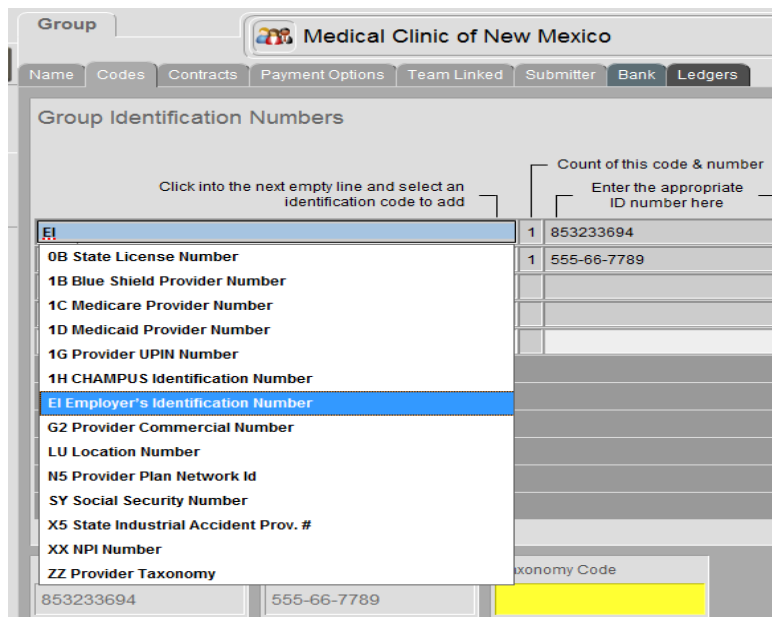 Group
Medical Clinic of New Mexico
Name Codes Contracts Payment Options Team Linked Submitter Bank Ledgers
Group Identification Numbers
Count of this code & number
Click into the next empty line and select an
identification code to add
Enter the appropriate
ID number here
EI 1 853233694
1 555-66-7789
0B State License Number
1B Blue Shield Provider Number
1C Medicare Provider Number
1D Medicaid Provider Number
1G Provider UPIN Number
1H CHAMPUS Identification Number
EI Employer's Identification Number
G2 Provider Commercial Number
LU Location Number
N5 Provider Plan Network Id
SY Social Security Number
X5 State Industrial Accident Prov. #
XX NPI Number
ZZ Provider Taxonomy
axonomy Code
853233694 555-66-7789